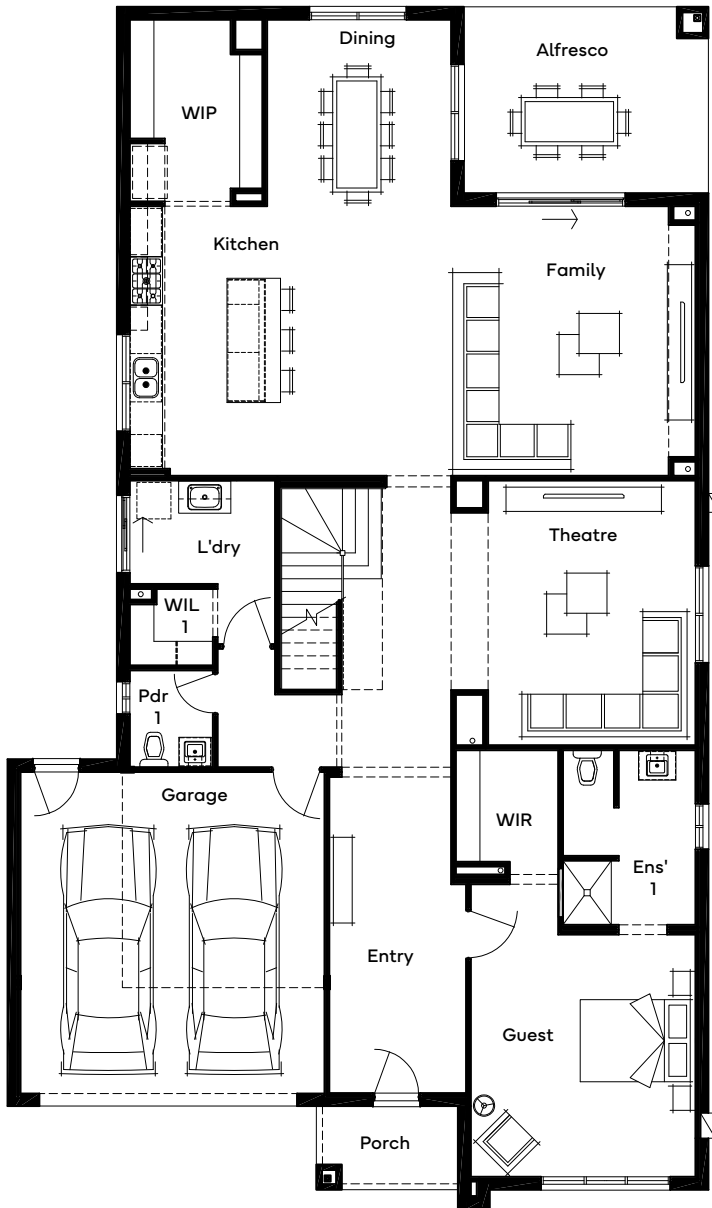 Dining
Alfresco
WIP
Kitchen
Family
Theatre
L'dry
WIL
1
Pdr
1
Garage
WIR
Ens'
1
Entry
Guest
Porch